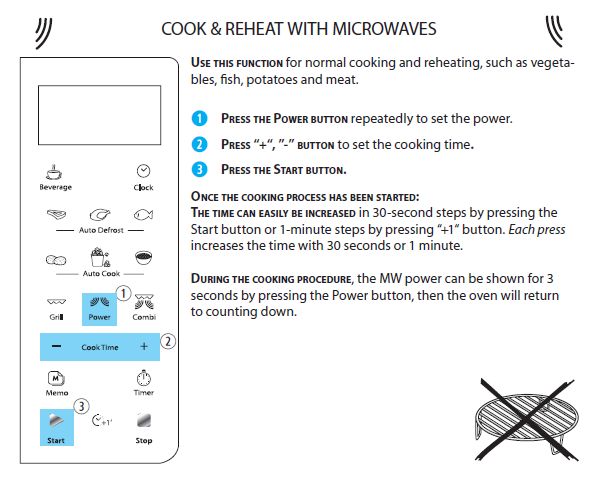 COOK & REHEAT WITH MICROWAVES
USE THIS FUNCTION for normal cooking and reheating, such as vegeta-
bles, fish, potatoes and meat.
1 PRESS THE POWER BUTTON repeatedly to set the power.
2 PRESS “+“, ”-” BUTTON to set the cooking time.
3 PRESS THE START BUTTON.
ONCE THE COOKING PROCESS HAS BEEN STARTED:
THE TIME CAN EASILY BE INCREASED in 30-second steps by pressing the
Start button or 1-minute steps by pressing “+1“ button. Each press
increases the time with 30 seconds or 1 minute.
DURING THE COOKING PROCEDURE, the MW power can be shown for 3
seconds by pressing the Power button, then the oven will return
to counting down.
Beverage Clock
Auto Defrost
Auto Cook
1
Grill Power Combi
- Cook Time + 2
M
Memo Timer
3
+1'
Start Stop